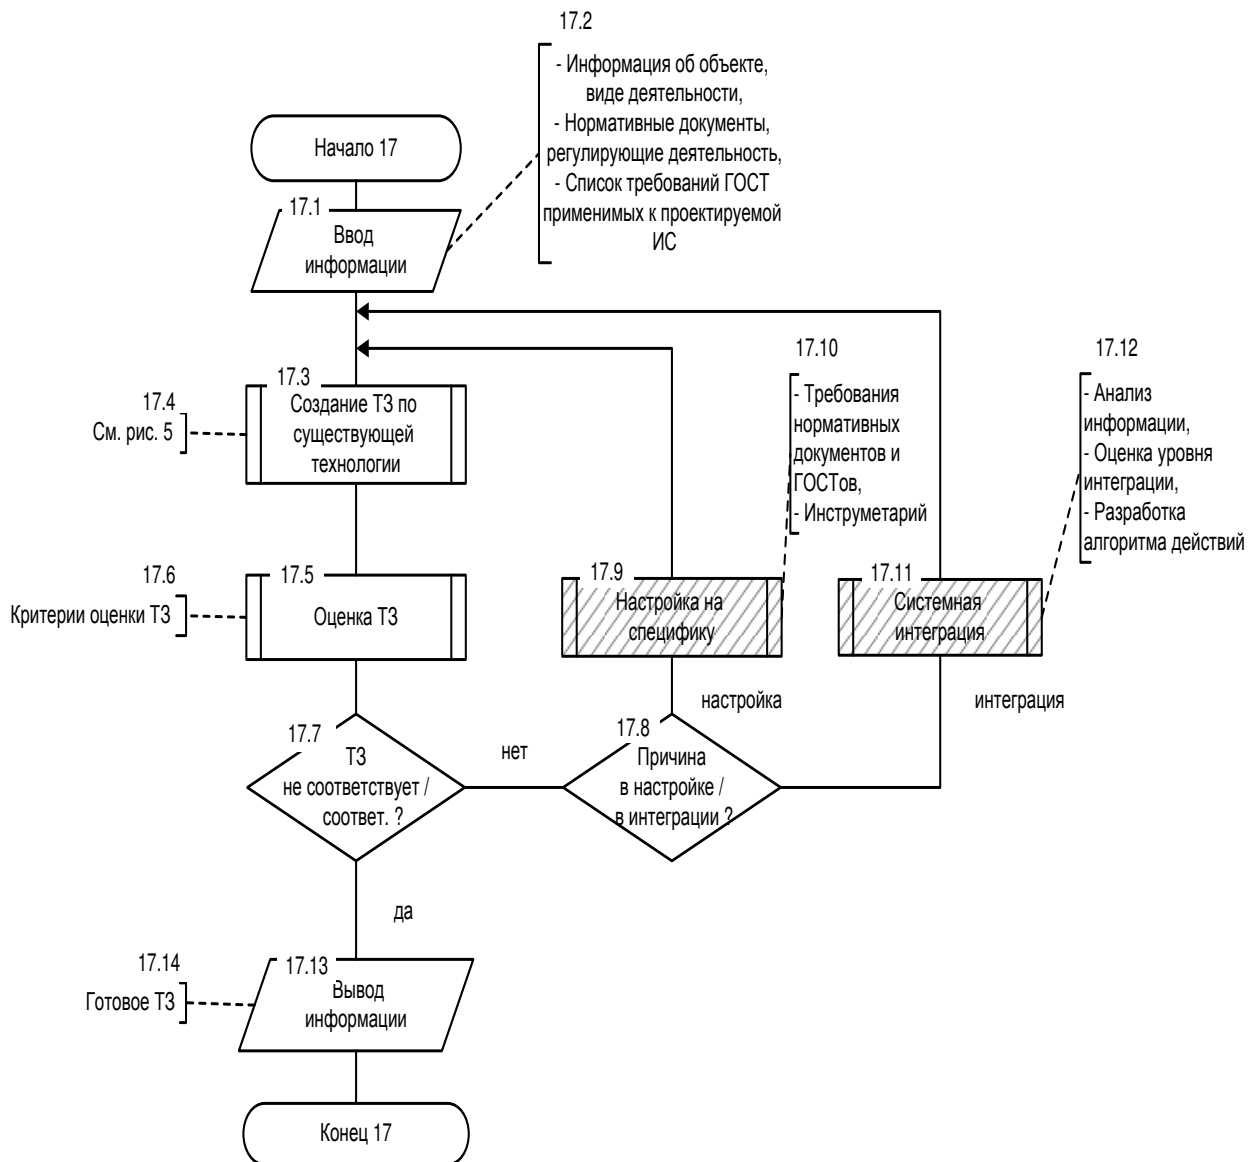 17.2
- Информация об объекте,
виде деятельности,
- Нормативные документы,
регулирующие деятельность,
- Список требований ГОСТ
применимых к проектируемой
ИС
Начало 17
17.1
Ввод
информации
17.3
Создание ТЗ по
существующей
технологии
17.4
См. рис. 5
17.10
- Требования
нормативных
документов и
ГОСТов,
- Инструметарий
17.12
- Анализ
информации,
- Оценка уровня
интеграции,
- Разработка
алгоритма действий
17.6
Критерии оценки ТЗ
17.5
Оценка ТЗ
17.9
Настройка на
специфику
17.11
Системная
интеграция
настройка
интеграция
17.7
ТЗ
не соответствует /
соответ. ?
нет
17.8
Причина
в настройке /
в интеграции ?
да
17.14
Готовое ТЗ
17.13
Вывод
информации
Конец 17